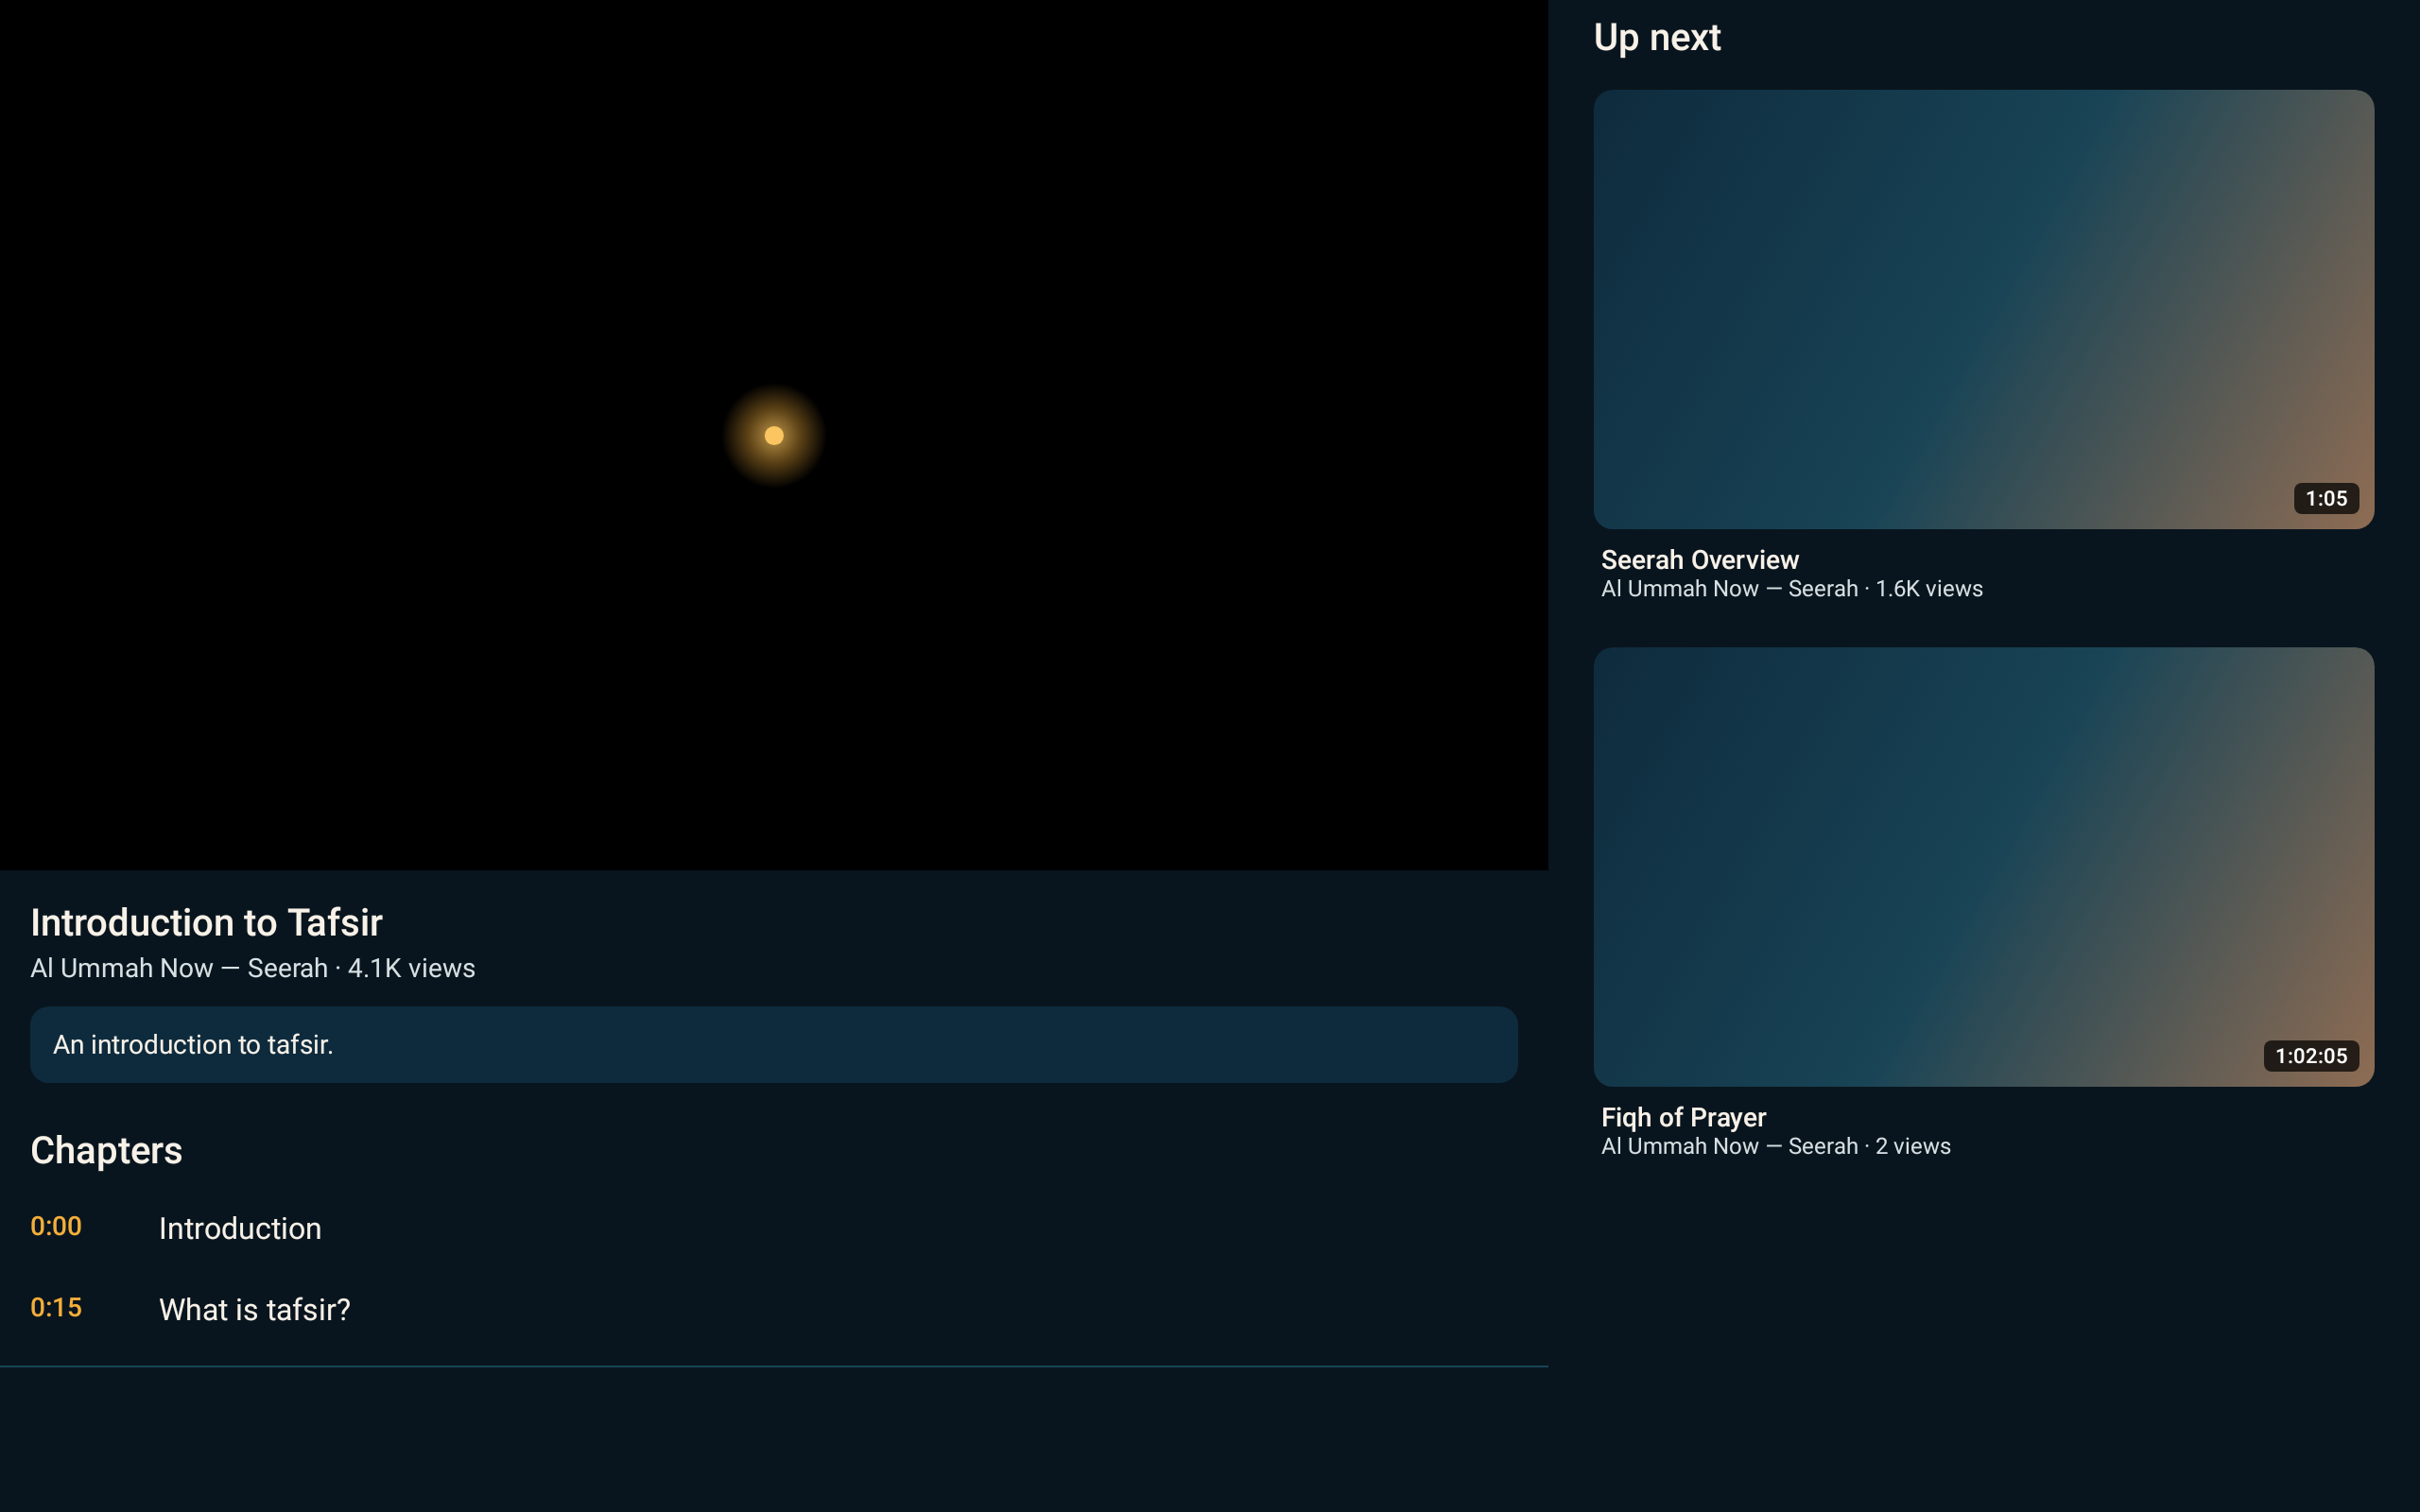 Introduction to Tafsir
Al Ummah Now — Seerah · 4.1K views
An introduction to tafsir.
Chapters
0:00 Introduction
0:15 What is tafsir?
Up next
1:05
Seerah Overview
Al Ummah Now — Seerah · 1.6K views
1:02:05
Fiqh of Prayer
Al Ummah Now — Seerah · 2 views